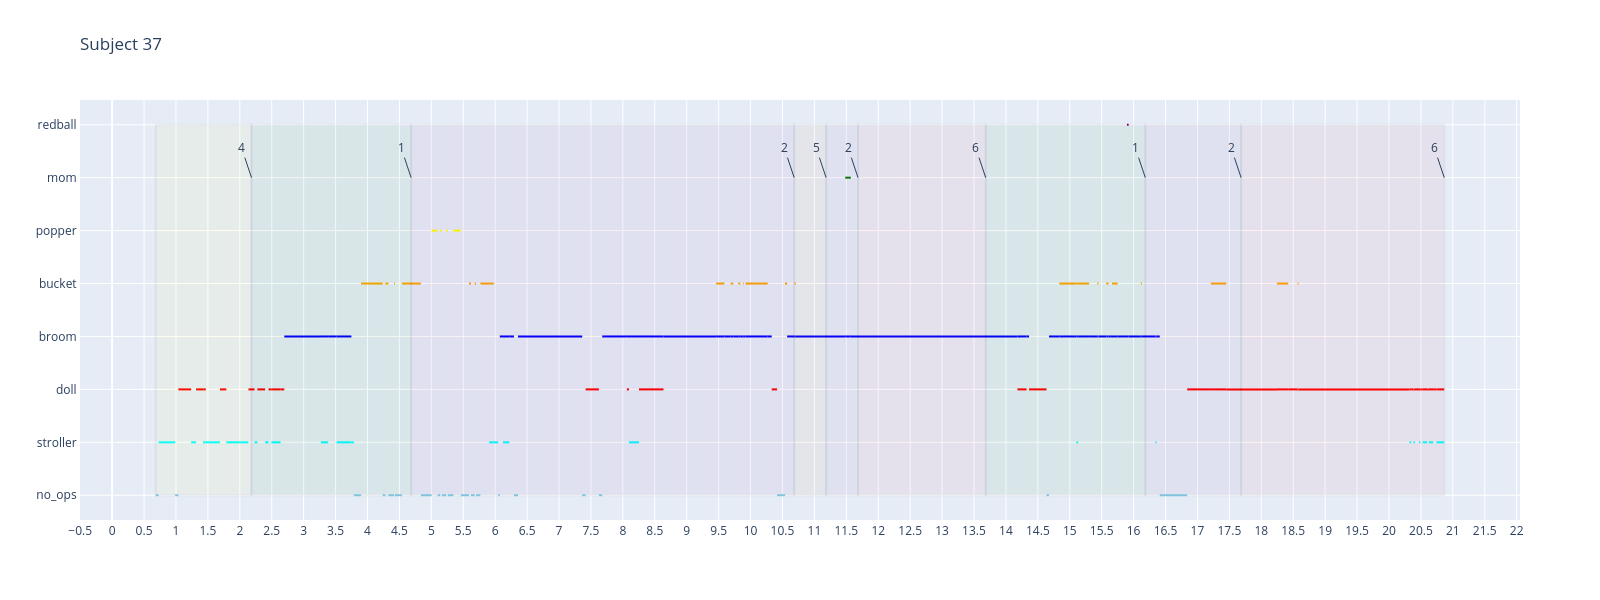 Subject 37
redball
4 1 2 5 2 6 1 2 6
mom
popper
bucket
broom
doll
stroller
no_ops
−0.5 0 0.5 1 1.5 2 2.5 3 3.5 4 4.5 5 5.5 6 6.5 7 7.5 8 8.5 9 9.5 10 10.5 11 11.5 12 12.5 13 13.5 14 14.5 15 15.5 16 16.5 17 17.5 18 18.5 19 19.5 20 20.5 21 21.5 22